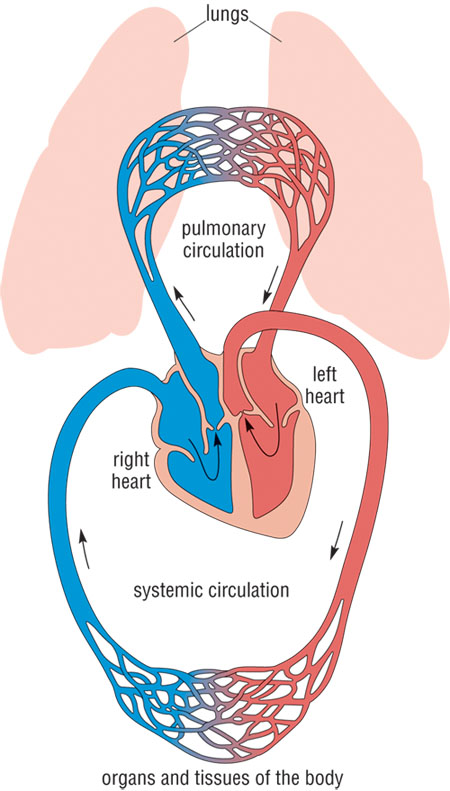 lungs
pulmonary
circulation
left
heart
right
heart
systemic circulation
organs and tissues of the body